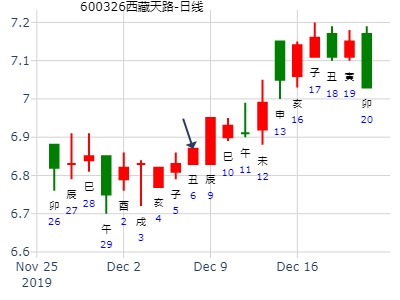 600326西藏天路-日线
7.2
7.1
7
6.9
6.8
6.7
6.6
卯
26
辰
27
巳
28
午
29
酉
2
戌
3
亥
4
子
5
丑
6
辰
9
巳
10
午
11
未
12
申
13
亥
16
子
17
丑
18
寅
19
卯
20
Nov 25
2019
Dec 2
Dec 9
Dec 16